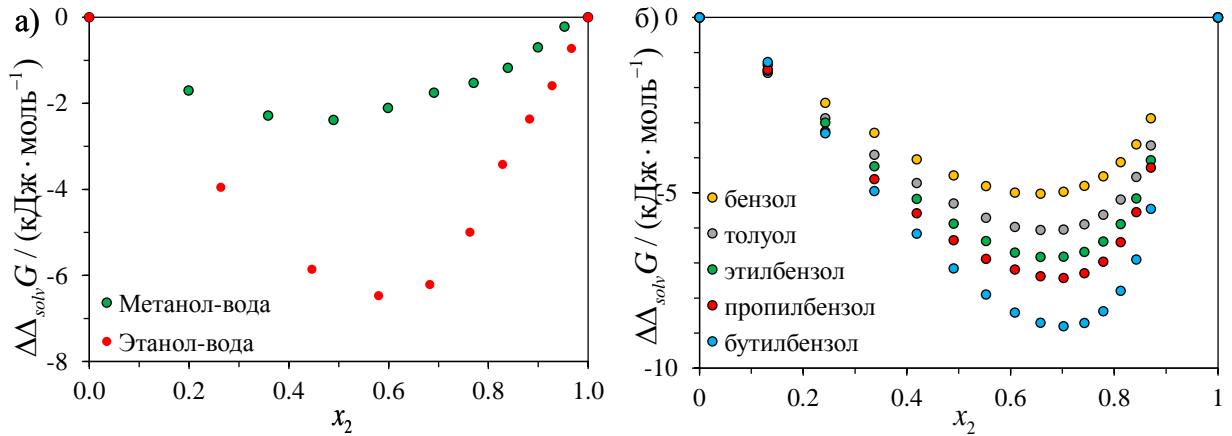 а)
0
-2
-4
-6
-8
ΔΔsolvG / (кДж · моль−1)
Метанол-вода
Этанол-вода
0.0 0.2 0.4 0.6 0.8 1.0
x2
б)
0
-5
-10
ΔΔsolvG / (кДж · моль−1)
бензол
толуол
этилбензол
пропилбензол
бутилбензол
0 0.2 0.4 0.6 0.8 1
x2